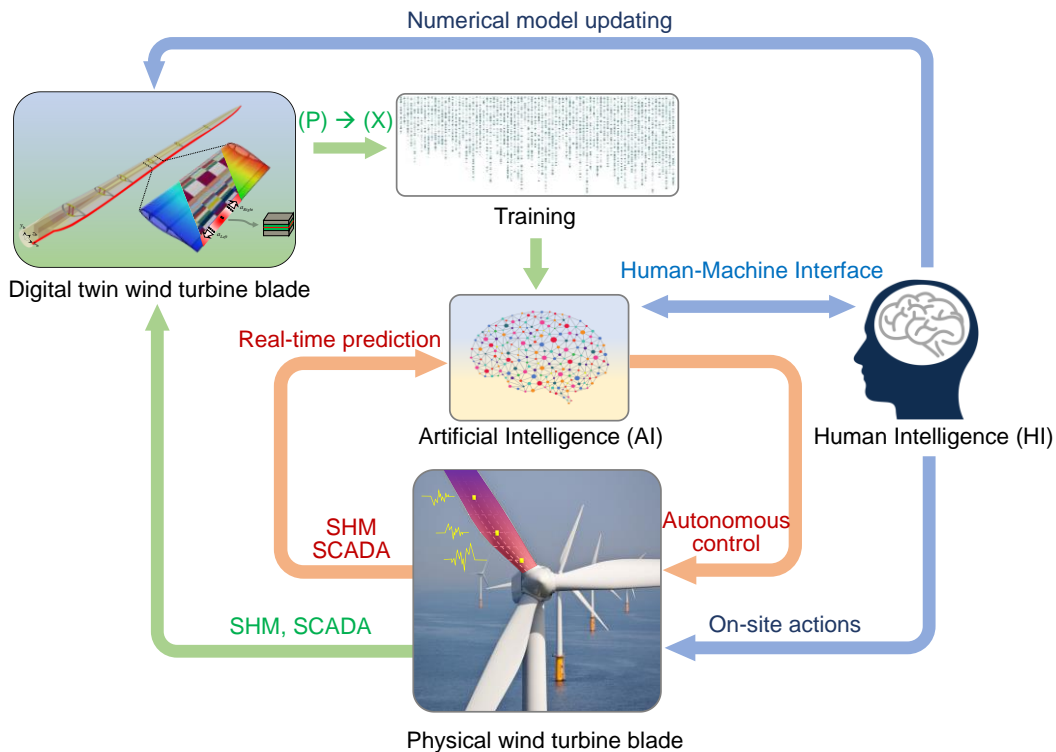 Numerical model updating
(P) → (X)
Training
Human-Machine Interface
Digital twin wind turbine blade
Real-time prediction
Artificial Intelligence (AI)
Human Intelligence (HI)
SHM
SCADA
Autonomous
control
SHM, SCADA
On-site actions
Physical wind turbine blade